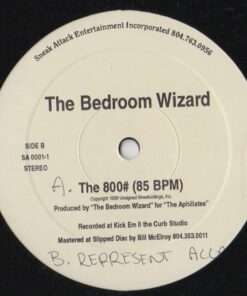 Sneak Attack Entertainment Incorporated 804.763.0956
The Bedroom Wizard
SIDE B
SA 0001-1
STEREO
A. The 800# (85 BPM)
Copyright 1999 Unsigned Wreckordings, Inc.
Produced by "The Bedroom Wizard" for "The Aphillates"
Recorded at Kick Em II the Curb Studio
Mastered at Slipped Disc by Bill McElroy 804.353.0011
B. REPRESENT